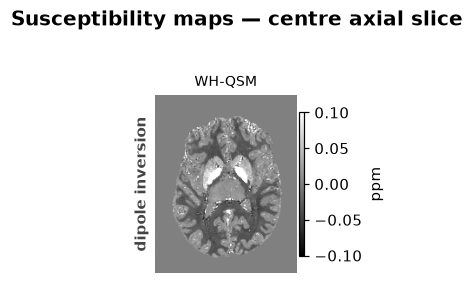 Susceptibility maps — centre axial slice
WH-QSM
dipole inversion
0.10
0.05
0.00
−0.05
−0.10
ppm